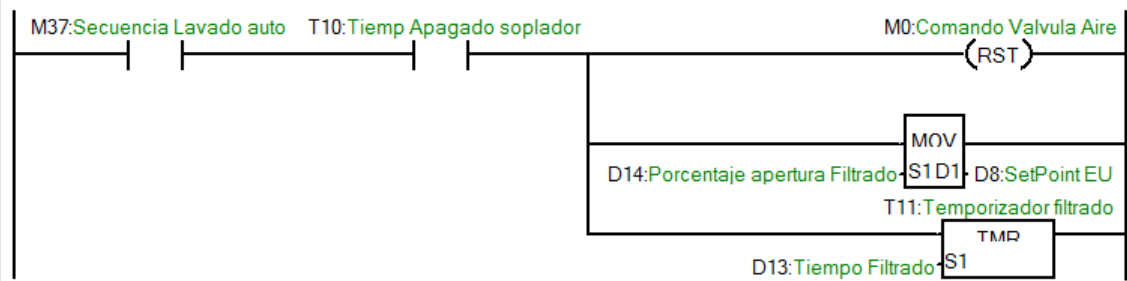 M37:Secuencia Lavado auto T10:Tiemp Apagado soplador M0:Comando Valvula Aire
(RST)
MOV
D14:Porcentaje apertura Filtrado S1 D1 D8:SetPoint EU
T11:Temporizador filtrado
TMR
D13:Tiempo Filtrado S1